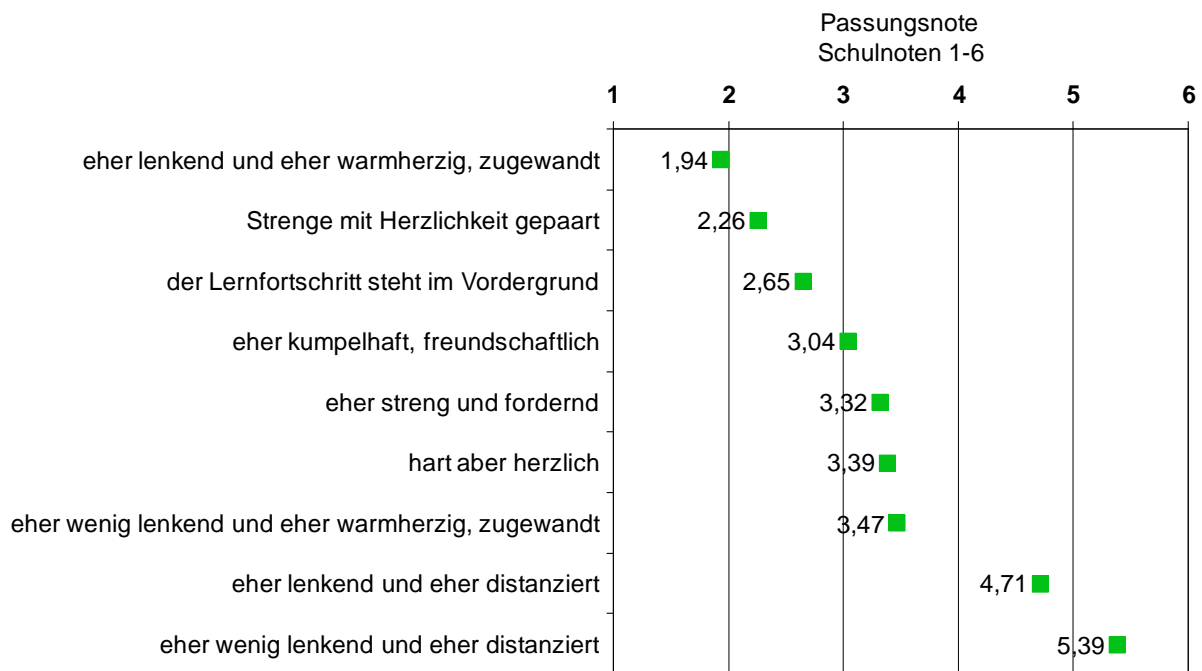 Passungsnote
Schulnoten 1-6
1 2 3 4 5 6
eher lenkend und eher warmherzig, zugewandt 1,94
Strenge mit Herzlichkeit gepaart 2,26
der Lernfortschritt steht im Vordergrund 2,65
eher kumpelhaft, freundschaftlich 3,04
eher streng und fordernd 3,32
hart aber herzlich 3,39
eher wenig lenkend und eher warmherzig, zugewandt 3,47
eher lenkend und eher distanziert 4,71
eher wenig lenkend und eher distanziert 5,39